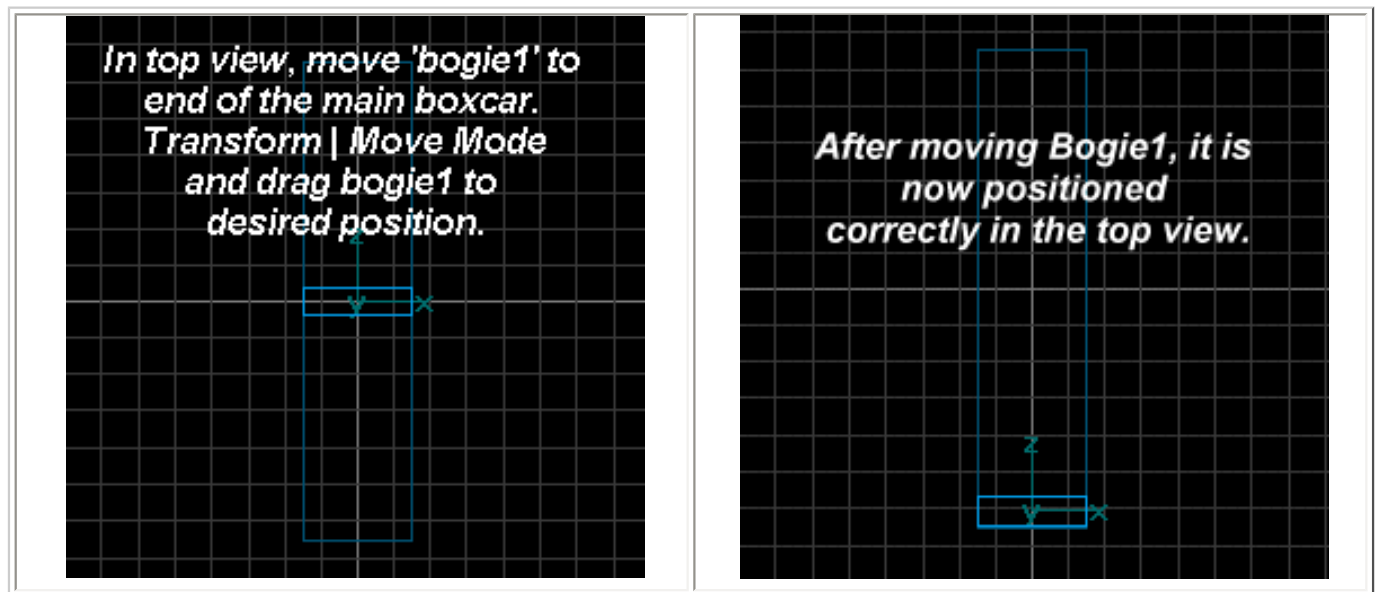 In top view, move 'bogie1' to
end of the main boxcar.
Transform | Move Mode
and drag bogie1 to
desired position.
z
y x
After moving Bogie1, it is
now positioned
correctly in the top view.
z
y x